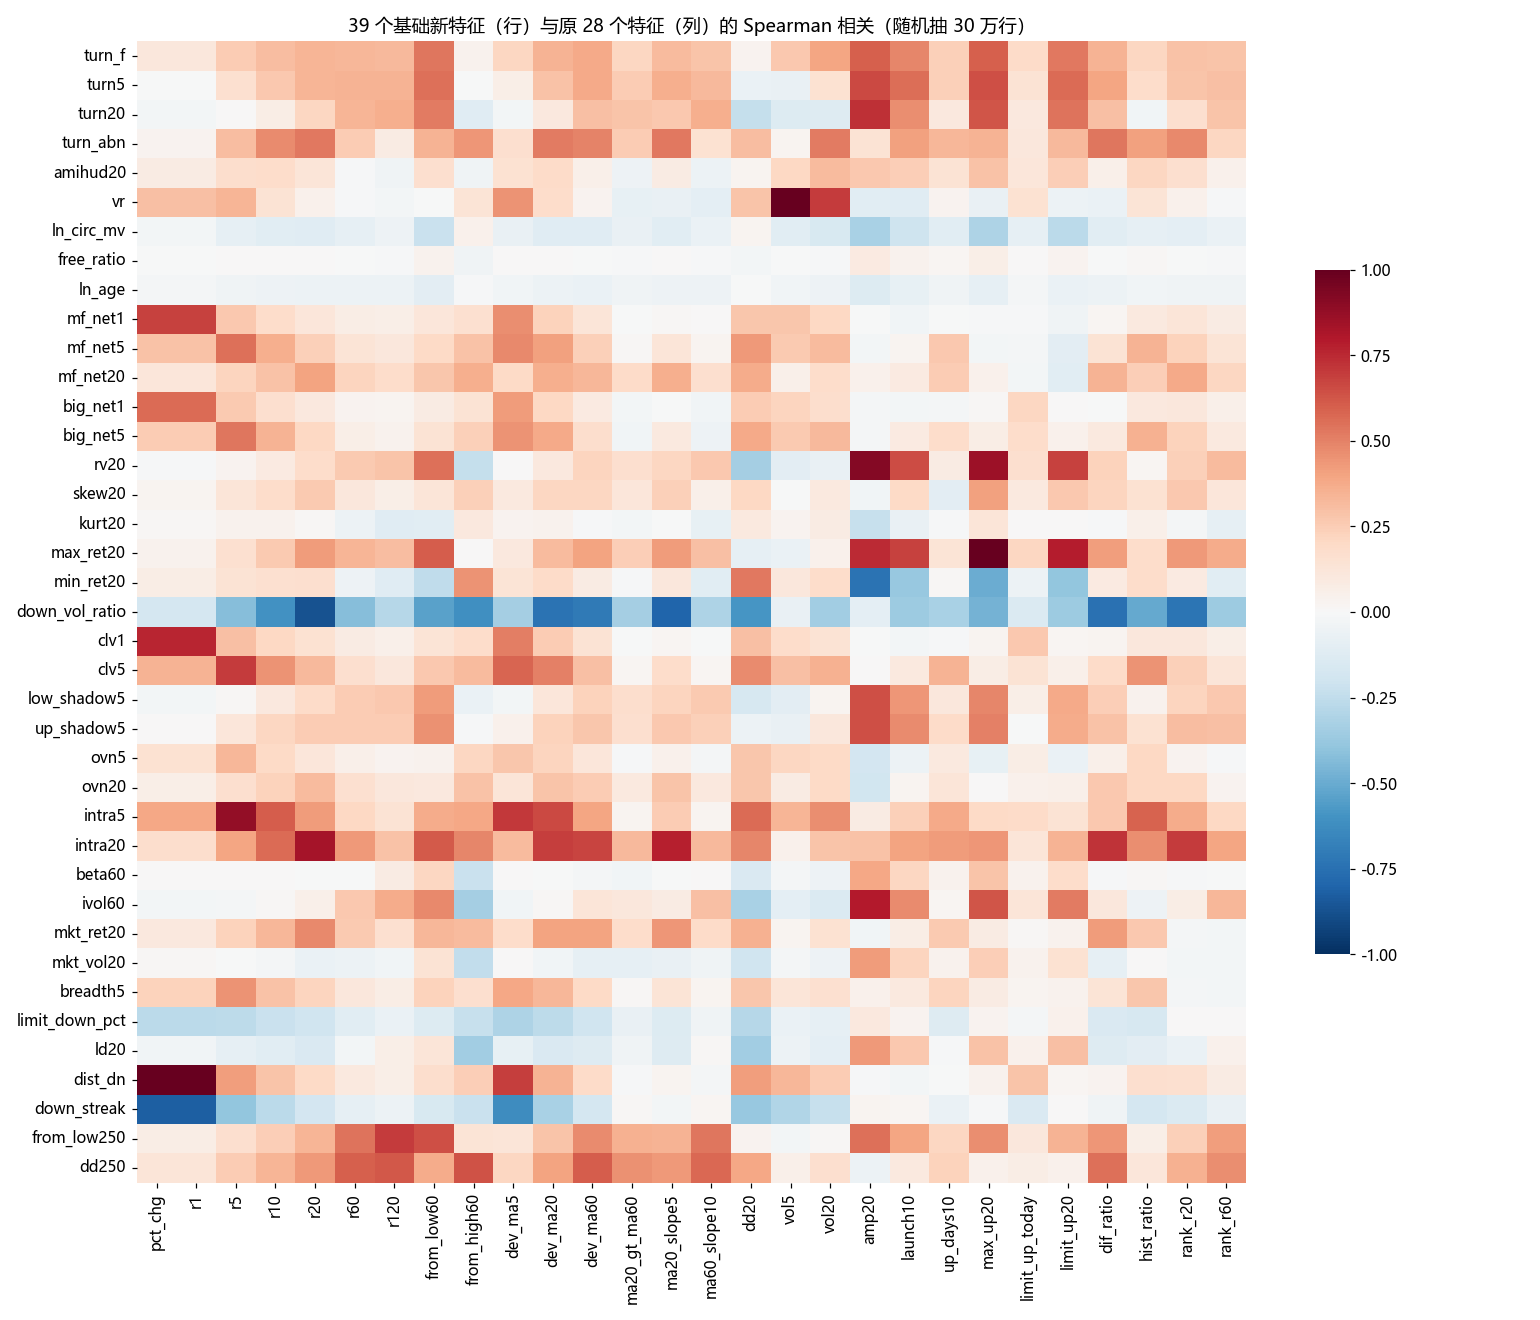 39 个基础新特征（行）与原 28 个特征（列）的 Spearman 相关（随机抽 30 万行）
turn_f
turn5
turn20
turn_abn
amihud20
vr
ln_circ_mv
free_ratio
ln_age
mf_net1
mf_net5
mf_net20
big_net1
big_net5
rv20
skew20
kurt20
max_ret20
min_ret20
down_vol_ratio
clv1
clv5
low_shadow5
up_shadow5
ovn5
ovn20
intra5
intra20
beta60
ivol60
mkt_ret20
mkt_vol20
breadth5
limit_down_pct
ld20
dist_dn
down_streak
from_low250
dd250
pct_chg
r1
r5
r10
r20
r60
r120
from_low60
from_high60
dev_ma5
dev_ma20
dev_ma60
ma20_gt_ma60
ma20_slope5
ma60_slope10
dd20
vol5
vol20
amp20
launch10
up_days10
max_up20
limit_up_today
limit_up20
dif_ratio
hist_ratio
rank_r20
rank_r60
1.00
0.75
0.50
0.25
0.00
-0.25
-0.50
-0.75
-1.00